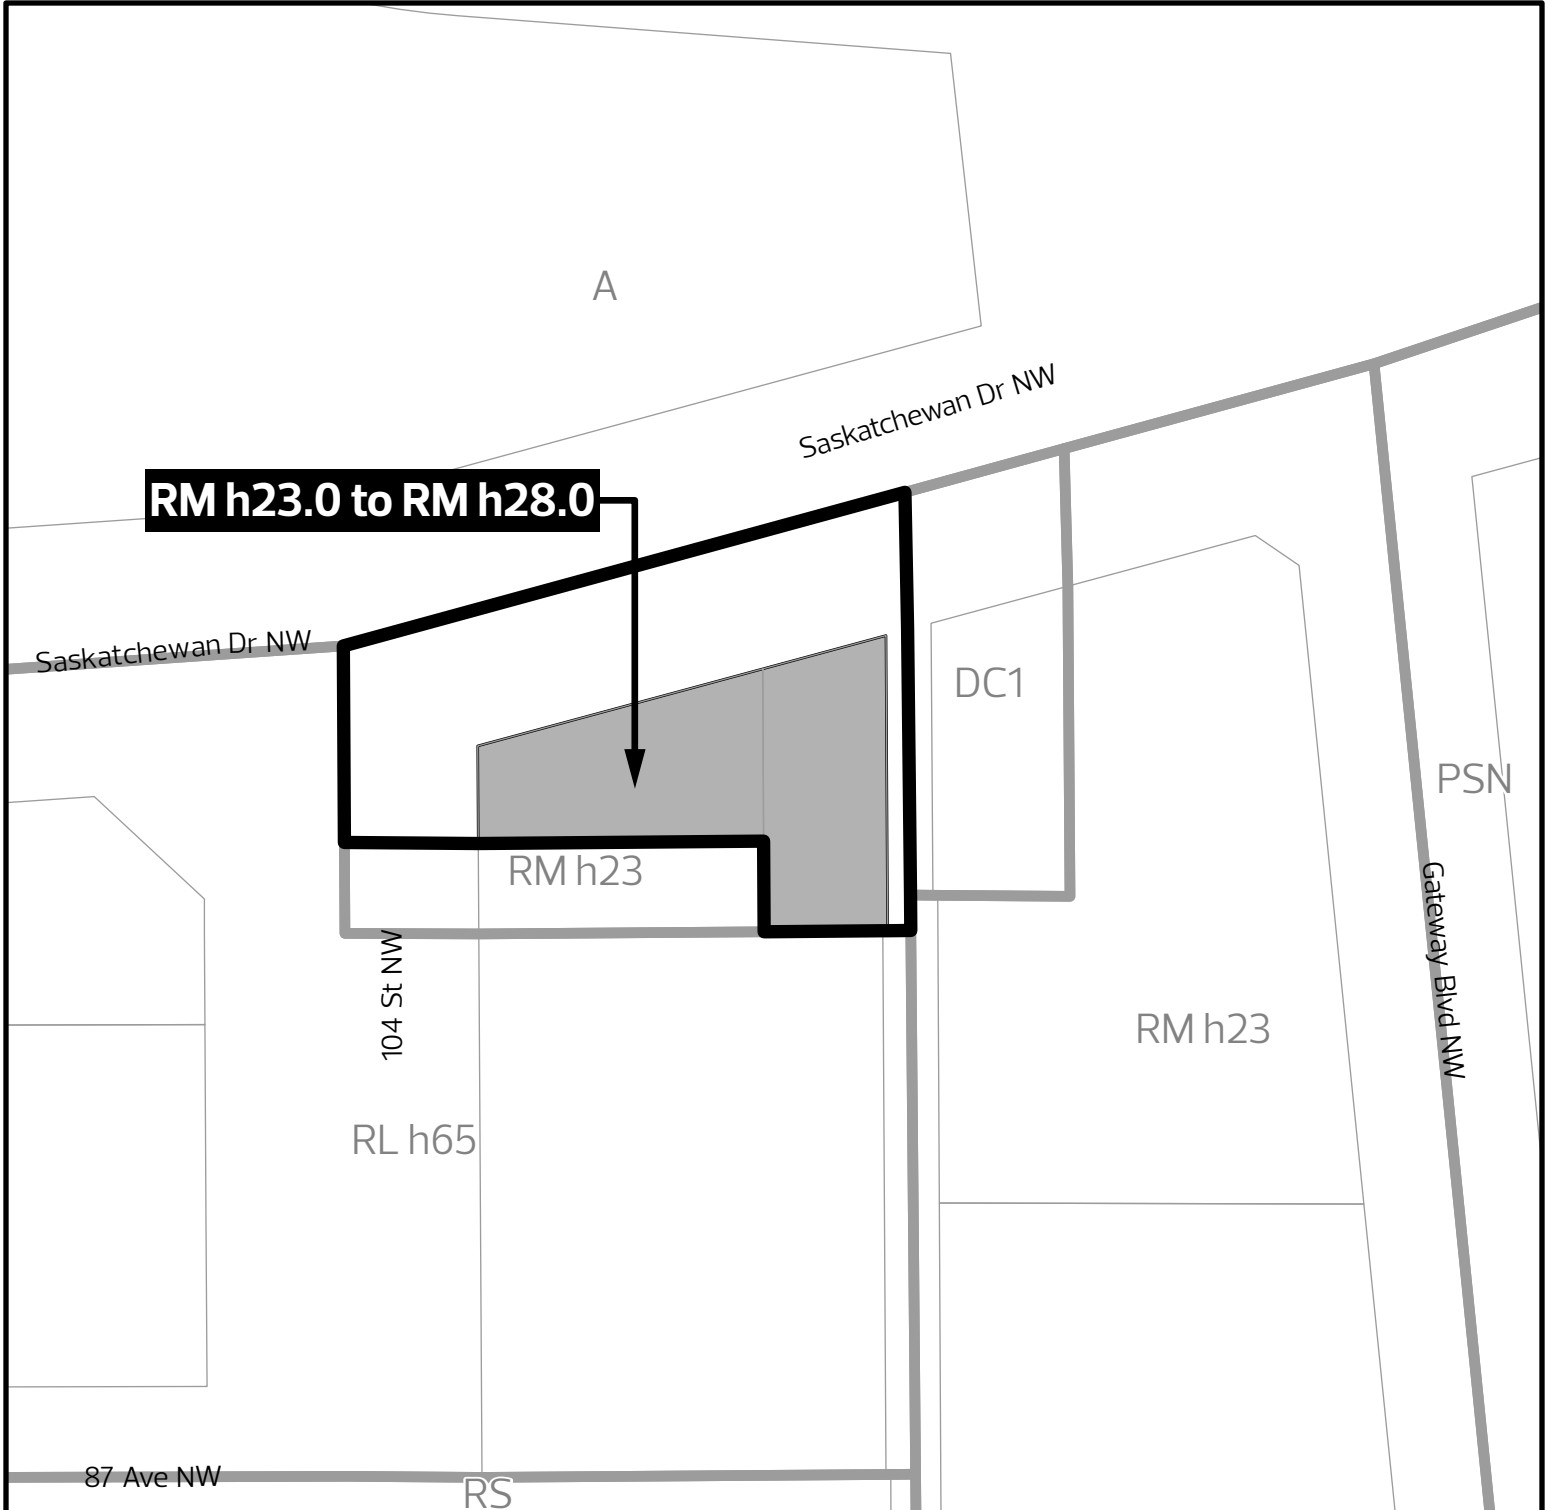 A
Saskatchewan Dr NW
RM h23.0 to RM h28.0
Saskatchewan Dr NW
DC1
PSN
RM h23
Gateway Blvd NW
104 St NW
RM h23
RL h65
87 Ave NW
RS